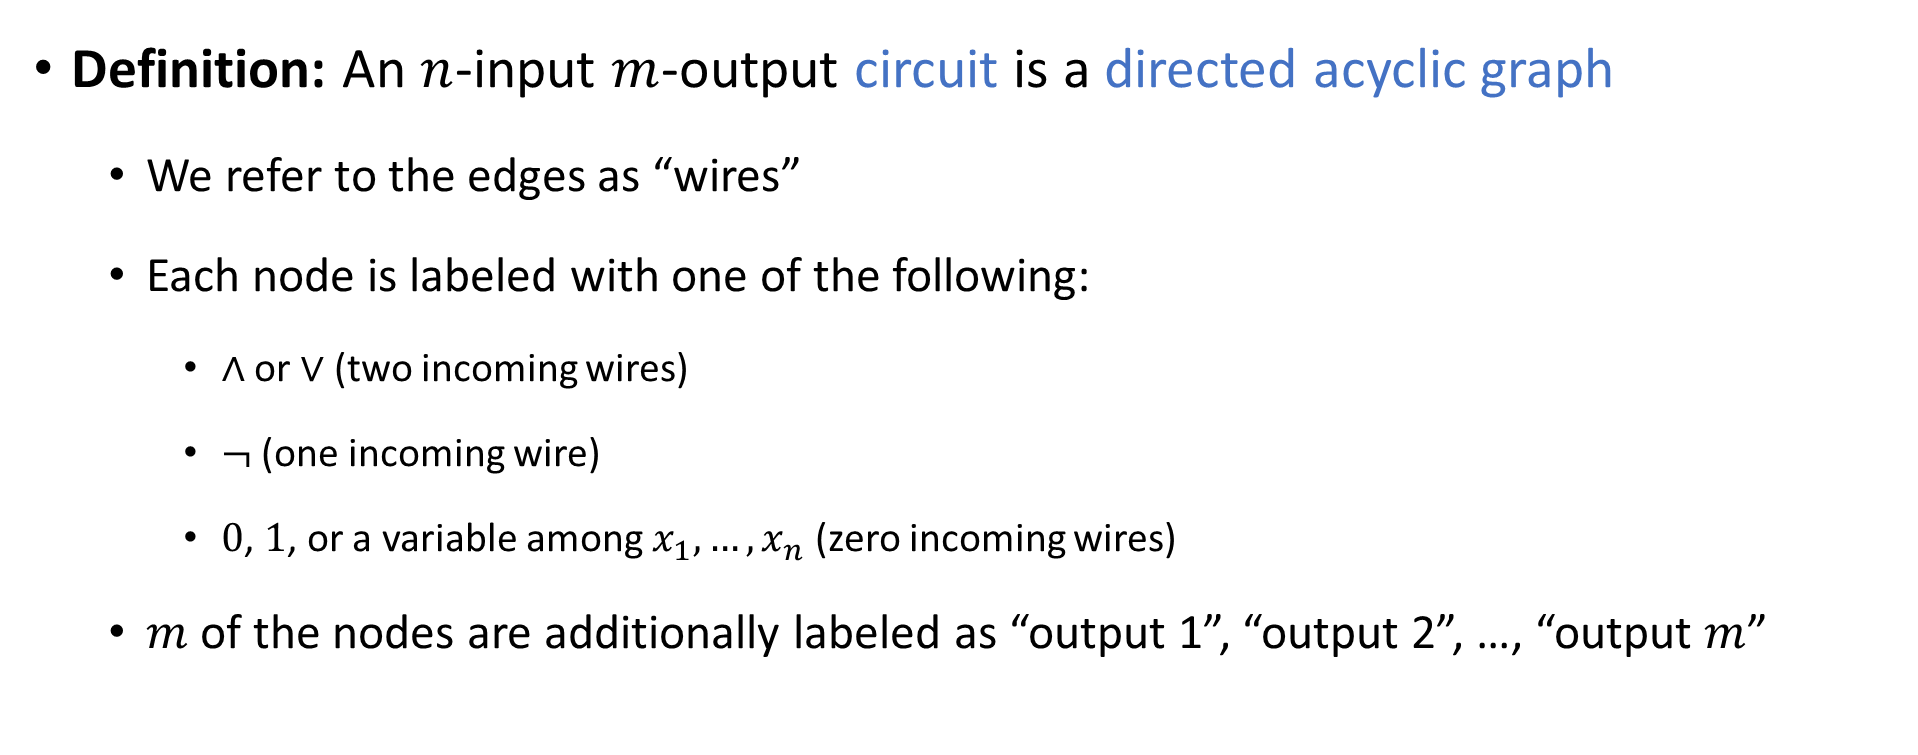 • Definition: An n-input m-output circuit is a directed acyclic graph
• We refer to the edges as “wires”
• Each node is labeled with one of the following:
• ∧ or ∨ (two incoming wires)
• ¬ (one incoming wire)
• 0, 1, or a variable among x₁, … , xₙ (zero incoming wires)
• m of the nodes are additionally labeled as “output 1”, “output 2”, …, “output m”